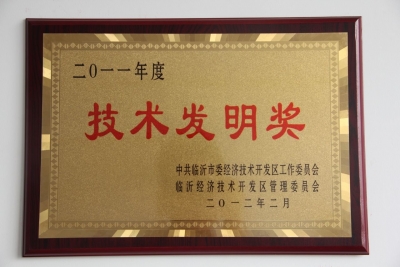 二〇一一年度
技术发明奖
中共临沂市委经济技术开发区工作委员会
临沂经济技术开发区管理委员会
二〇一二年二月